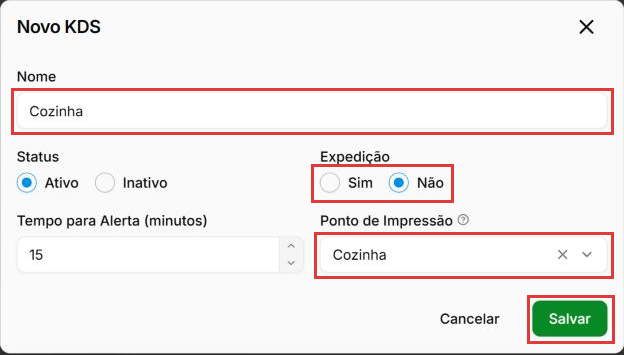 Novo KDS
Nome
Cozinha
Status
Expedição
Ativo Inativo
Sim Não
Tempo para Alerta (minutos)
Ponto de Impressão ?
15
Cozinha
Cancelar
Salvar